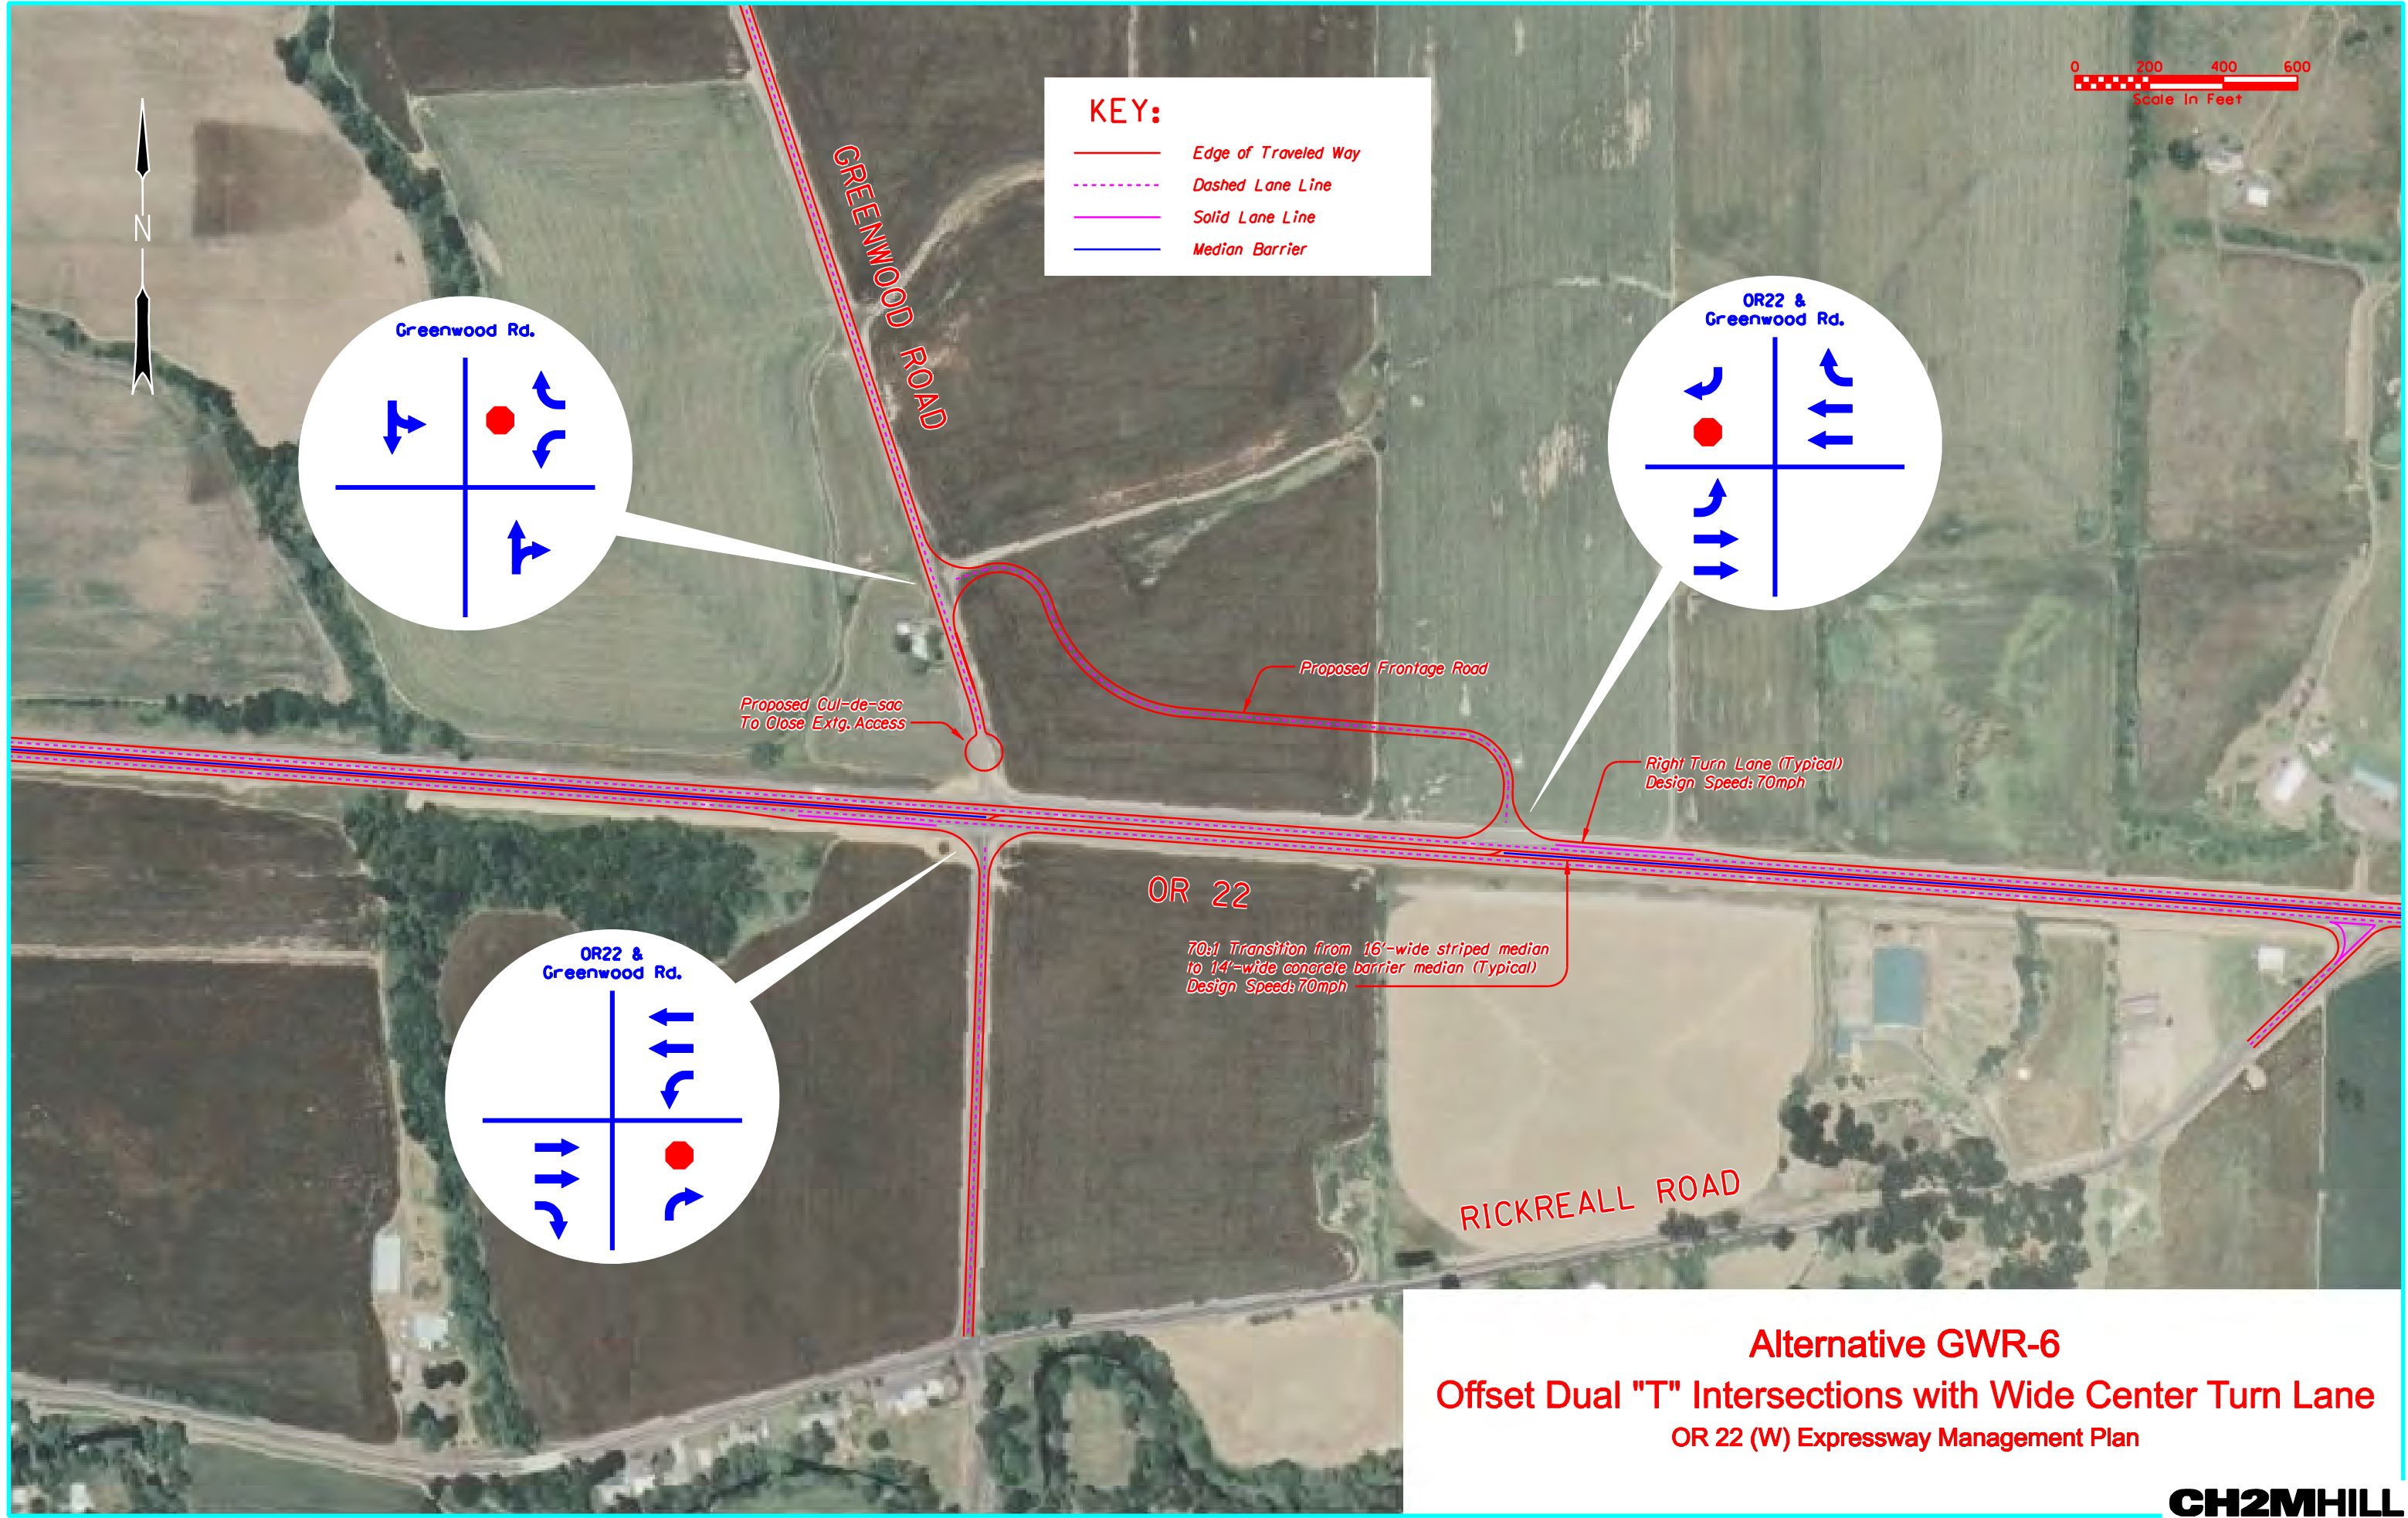 KEY:
Edge of Traveled Way
Dashed Lane Line
Solid Lane Line
Median Barrier
0 200 400 600
Scale In Feet
N
GREENWOOD ROAD
Greenwood Rd.
OR22 &
Greenwood Rd.
Proposed Frontage Road
Proposed Cul-de-sac
To Close Extg. Access
Right Turn Lane (Typical)
Design Speed: 70mph
OR 22
70:1 Transition from 16'-wide striped median
to 14'-wide concrete barrier median (Typical)
Design Speed: 70mph
OR22 &
Greenwood Rd.
RICKREALL ROAD
Alternative GWR-6
Offset Dual "T" Intersections with Wide Center Turn Lane
OR 22 (W) Expressway Management Plan
CH2MHILL